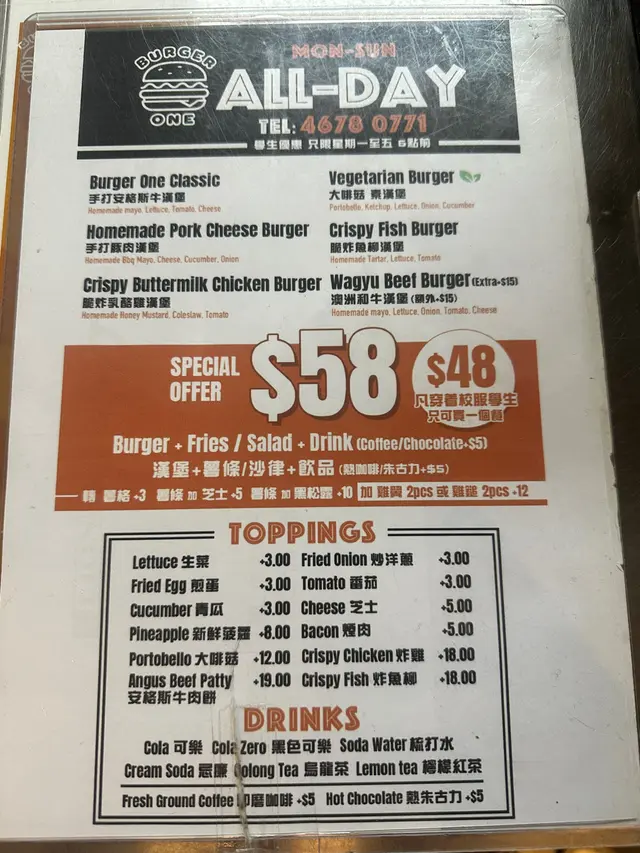 BURGER
ONE
MON-SUN
ALL-DAY
TEL: 4678 0771
學生優惠 只限星期一至五 6點前
Burger One Classic
手打安格斯牛漢堡
Homemade mayo, Lettuce, Tomato, Cheese
Vegetarian Burger
大啡菇 素漢堡
Portobello, Ketchup, Lettuce, Onion, Cucumber
Homemade Pork Cheese Burger
手打豚肉漢堡
Homemade Bbq Mayo, Cheese, Cucumber, Onion
Crispy Fish Burger
脆炸魚柳漢堡
Homemade Tartar, Lettuce, Tomato
Crispy Buttermilk Chicken Burger
脆炸乳酪雞漢堡
Homemade Honey Mustard, Coleslaw, Tomato
Wagyu Beef Burger (Extra+$15)
澳洲和牛漢堡 (額外+$15)
Homemade mayo, Lettuce, Onion, Tomato, Cheese
SPECIAL
OFFER
$58
$48
凡穿着校服學生
只可買一個餐
Burger + Fries / Salad + Drink (Coffee/Chocolate+$5)
漢堡+薯條/沙律+飲品 (熱咖啡/朱古力+$5)
轉 薯格 +3 薯條 加 芝士 +5 薯條 加 黑松露 +10 加 雞翼 2pcs 或 雞髀 2pcs +12
TOPPINGS
Lettuce 生菜 +3.00 Fried Onion 炒洋蔥 +3.00
Fried Egg 煎蛋 +3.00 Tomato 番茄 +3.00
Cucumber 青瓜 +3.00 Cheese 芝士 +5.00
Pineapple 新鮮菠蘿 +8.00 Bacon 煙肉 +5.00
Portobello 大啡菇 +12.00 Crispy Chicken 炸雞 +18.00
Angus Beef Patty +19.00 Crispy Fish 炸魚柳 +18.00
安格斯牛肉餅
DRINKS
Cola 可樂 Cola Zero 黑色可樂 Soda Water 梳打水
Cream Soda 忌廉 Oolong Tea 烏龍茶 Lemon tea 檸檬紅茶
Fresh Ground Coffee 即磨咖啡 +$5 Hot Chocolate 熱朱古力 +$5